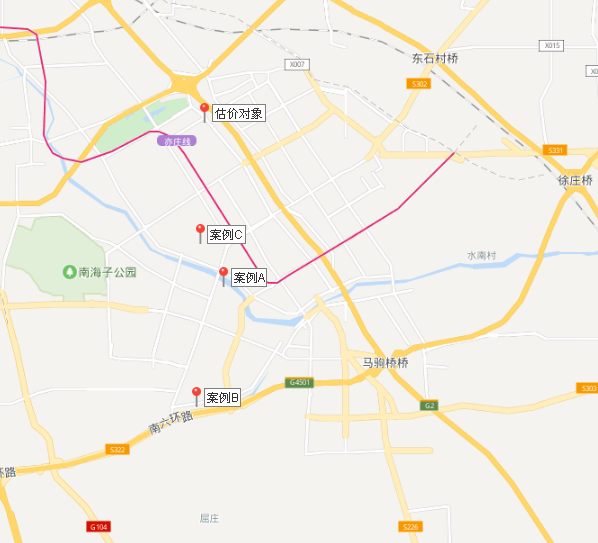 X015
东石村桥
X007
S302
估价对象
亦庄线
S331
徐庄桥
案例C
水南村
南海子公园
案例A
马驹桥桥
G4501
S303
案例B
G2
南六环路
S322
环路
屈庄
G104
S226